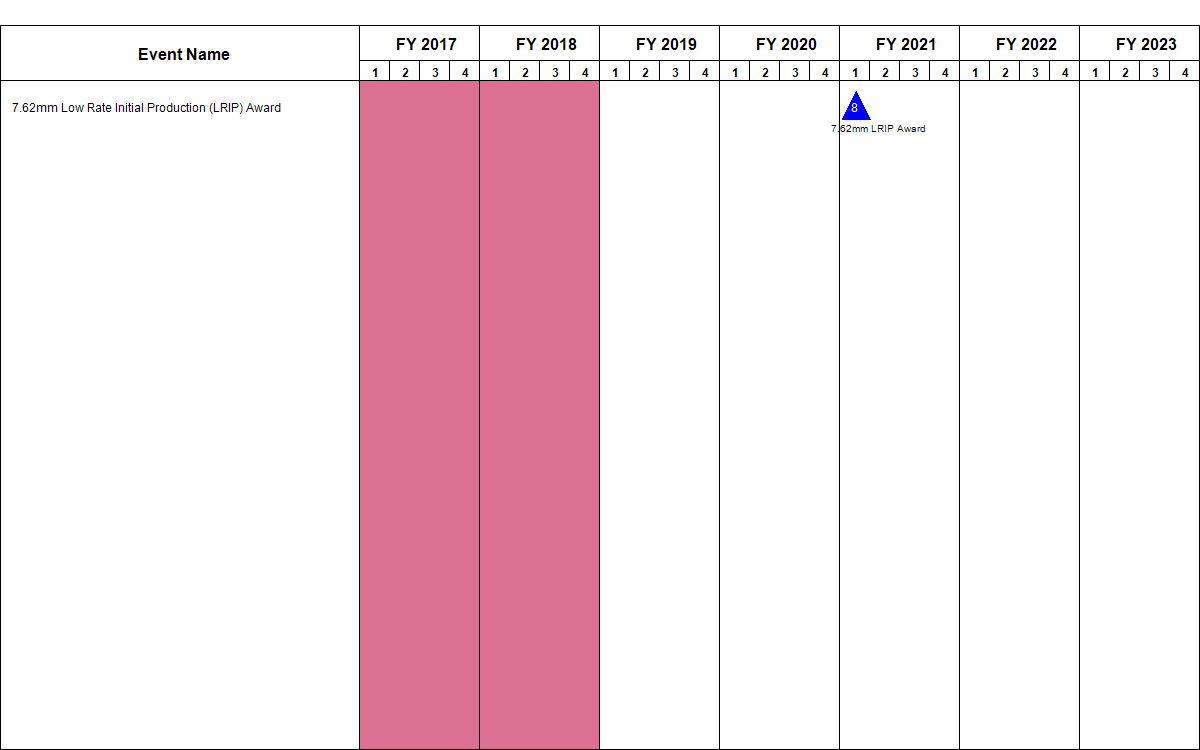 Event Name
FY 2017 FY 2018 FY 2019 FY 2020 FY 2021 FY 2022 FY 2023
1 2 3 4 1 2 3 4 1 2 3 4 1 2 3 4 1 2 3 4 1 2 3 4 1 2 3 4
7.62mm Low Rate Initial Production (LRIP) Award
8
7.62mm LRIP Award